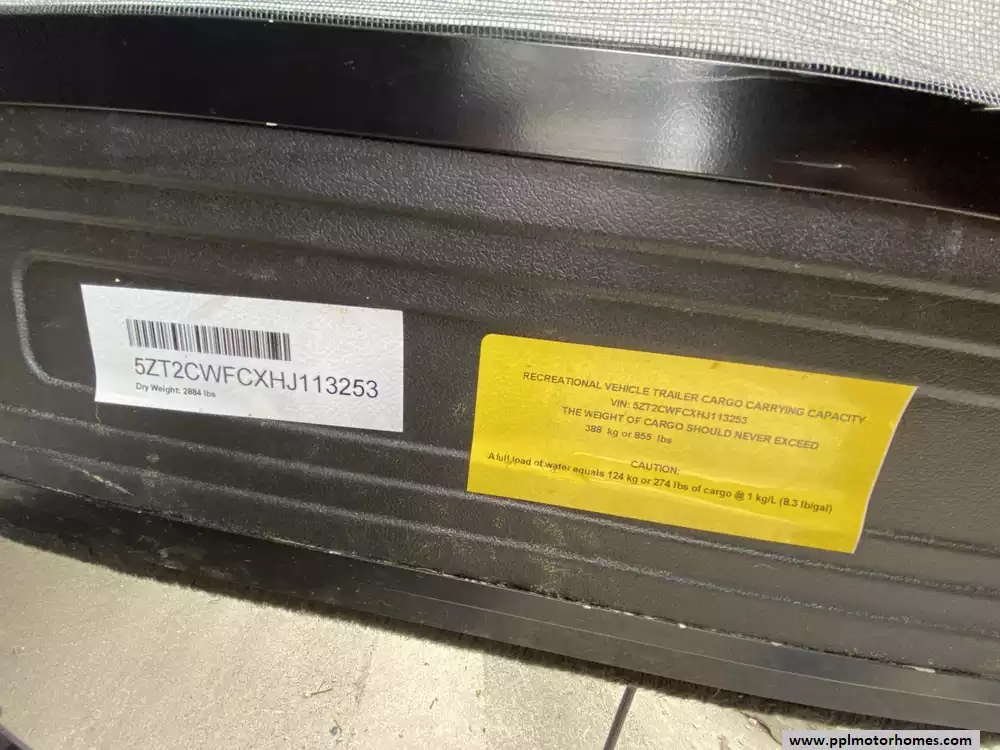 5ZT2CWFCXHJ113253
Dry Weight: 2884 lbs
RECREATIONAL VEHICLE TRAILER CARGO CARRYING CAPACITY
VIN: 5ZT2CWFCXHJ113253
THE WEIGHT OF CARGO SHOULD NEVER EXCEED
388 kg or 855 lbs
CAUTION:
A full load of water equals 124 kg or 274 lbs of cargo @ 1 kg/L (8.3 lb/gal)
www.pplmotorhomes.com